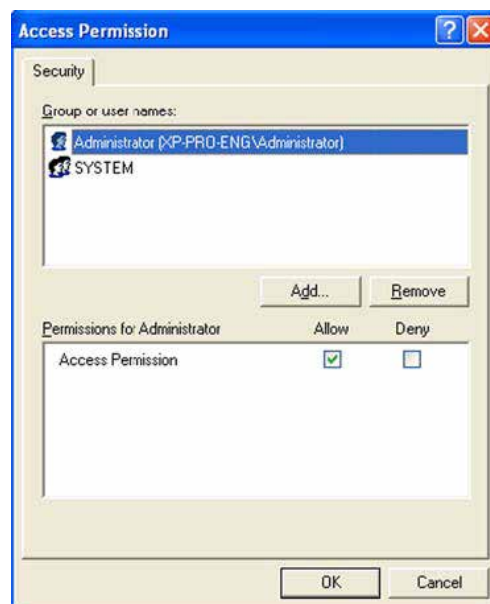 Access Permission
Security
Group or user names:
Administrator (XP-PRO-ENG\Administrator)
SYSTEM
Add... Remove
Permissions for Administrator Allow Deny
Access Permission
OK Cancel